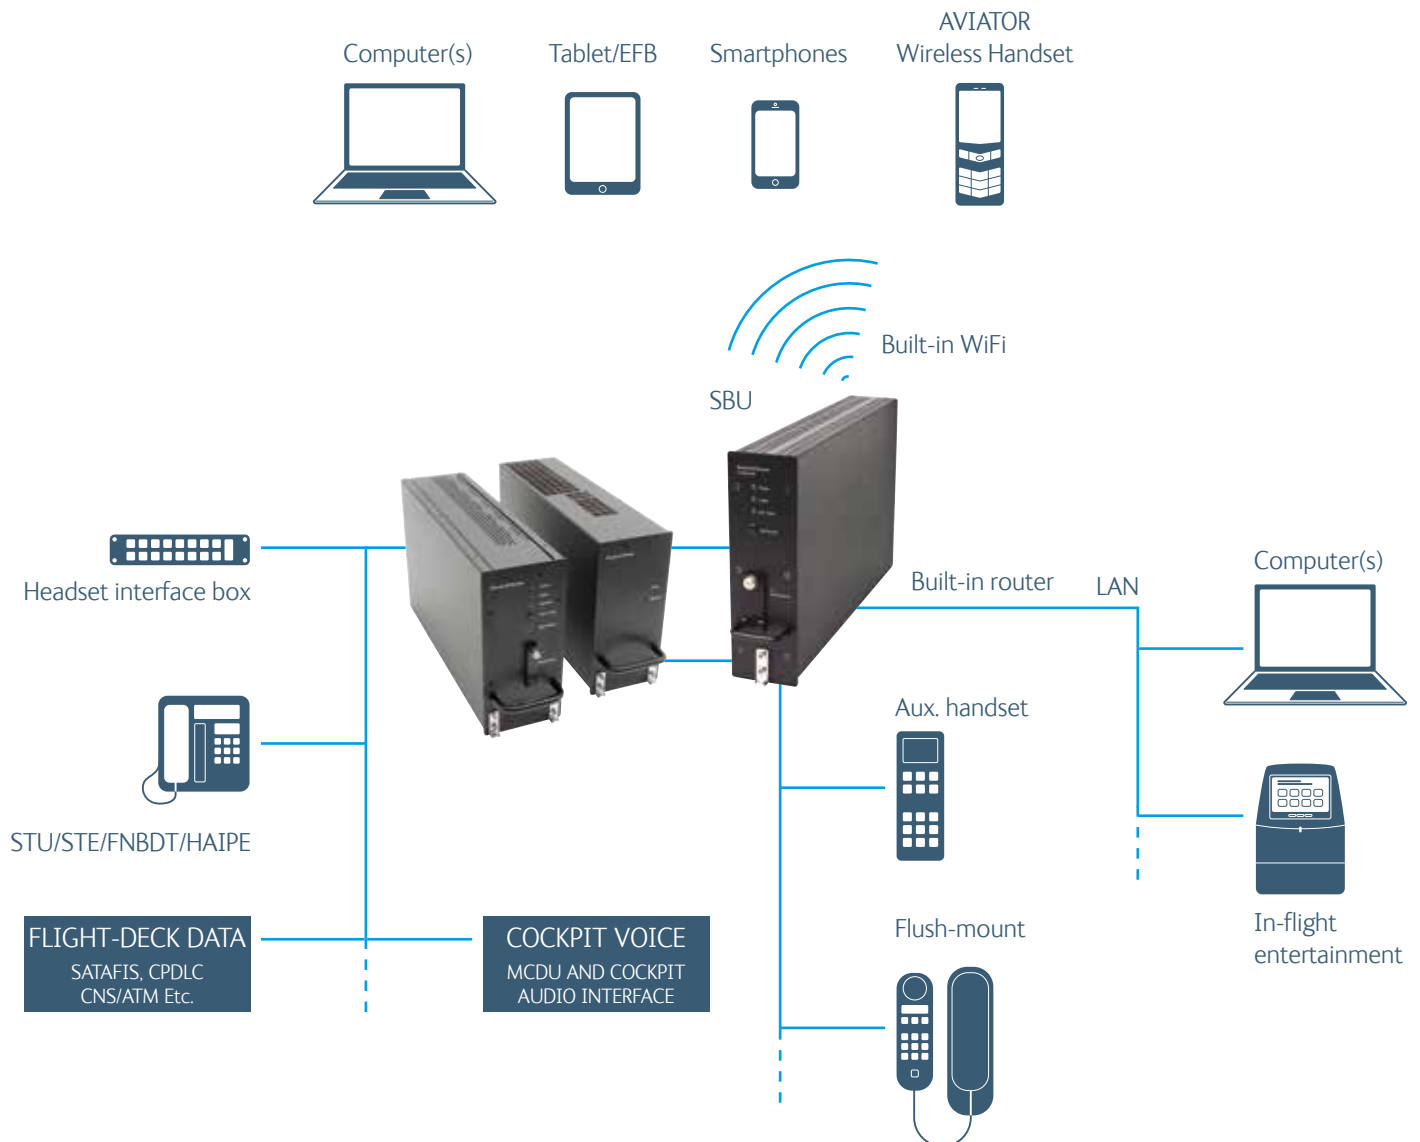 Computer(s)
Tablet/EFB
Smartphones
AVIATOR
Wireless Handset
Built-in WiFi
SBU
Headset interface box
Built-in router
LAN
Computer(s)
Aux. handset
STU/STE/FNBDT/HAIPE
FLIGHT-DECK DATA
SATAFIS, CPDLC
CNS/ATM Etc.
COCKPIT VOICE
MCDU AND COCKPIT
AUDIO INTERFACE
Flush-mount
In-flight
entertainment